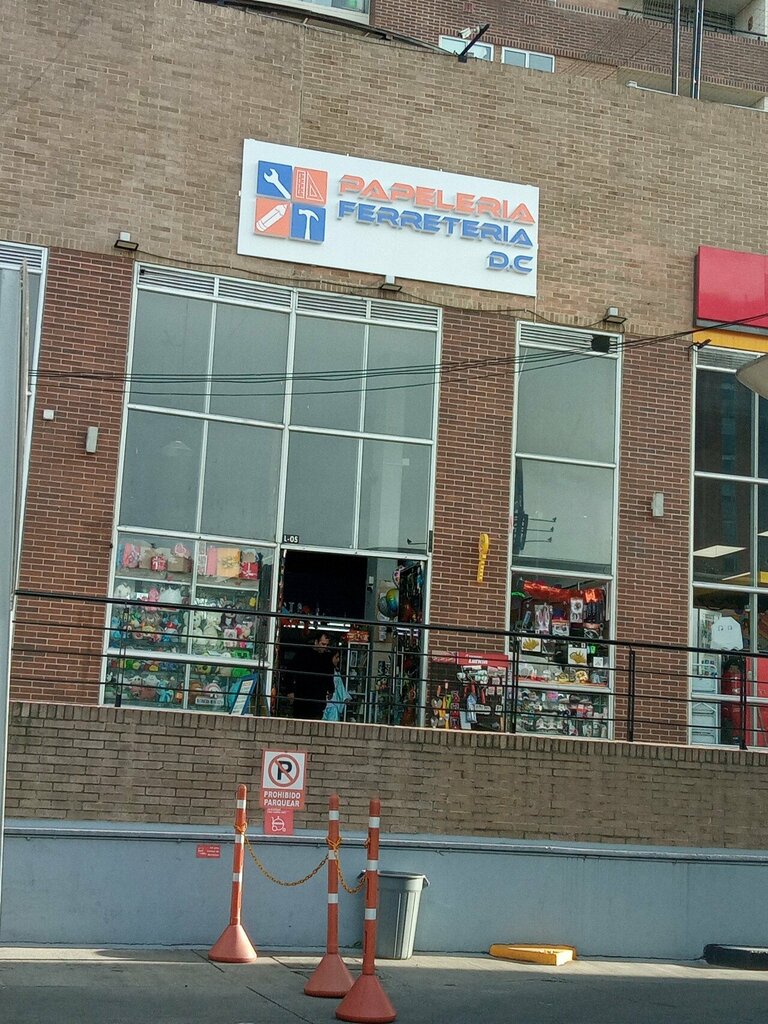 PAPELERIA
FERRETERIA
D.C
L-05
P
PROHIBIDO
PARQUEAR